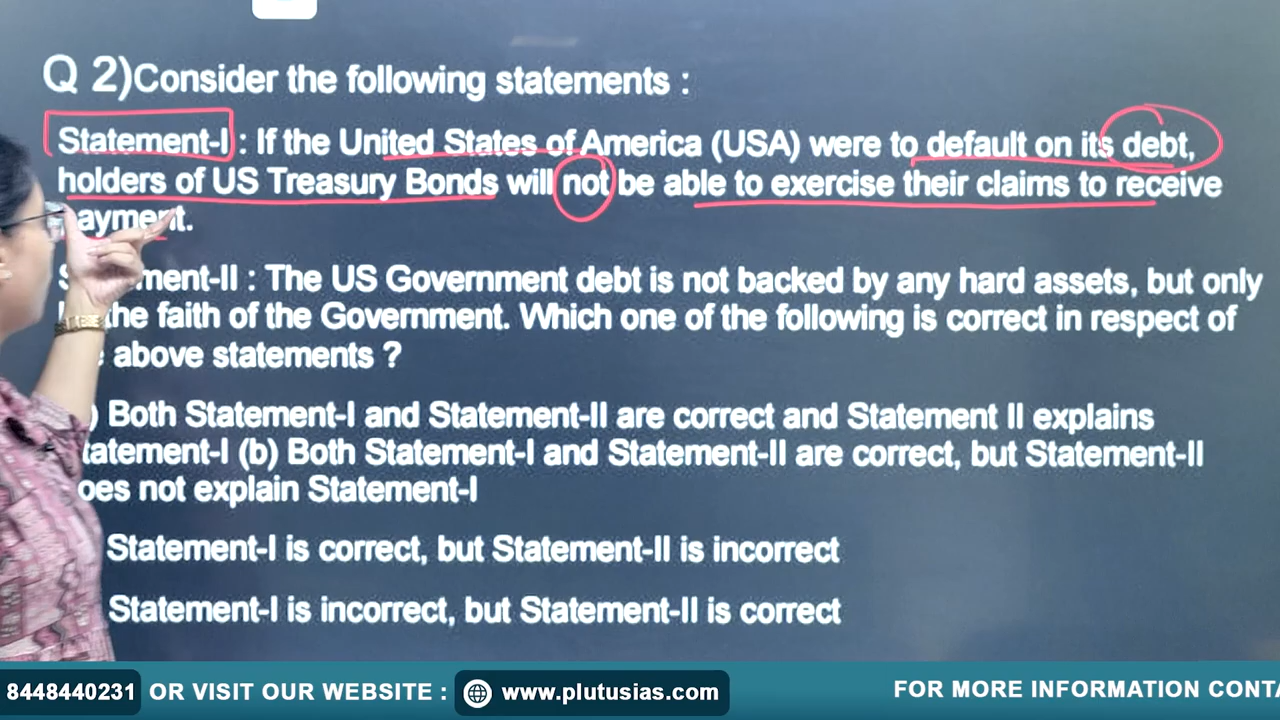 Q 2)Consider the following statements :
Statement-I : If the United States of America (USA) were to default on its debt,
holders of US Treasury Bonds will not be able to exercise their claims to receive
payment.
Statement-II : The US Government debt is not backed by any hard assets, but only
the faith of the Government. Which one of the following is correct in respect of
above statements ?
) Both Statement-I and Statement-II are correct and Statement II explains
Statement-I (b) Both Statement-I and Statement-II are correct, but Statement-II
does not explain Statement-I
Statement-I is correct, but Statement-II is incorrect
Statement-I is incorrect, but Statement-II is correct
8448440231 OR VISIT OUR WEBSITE : www.plutusias.com FOR MORE INFORMATION